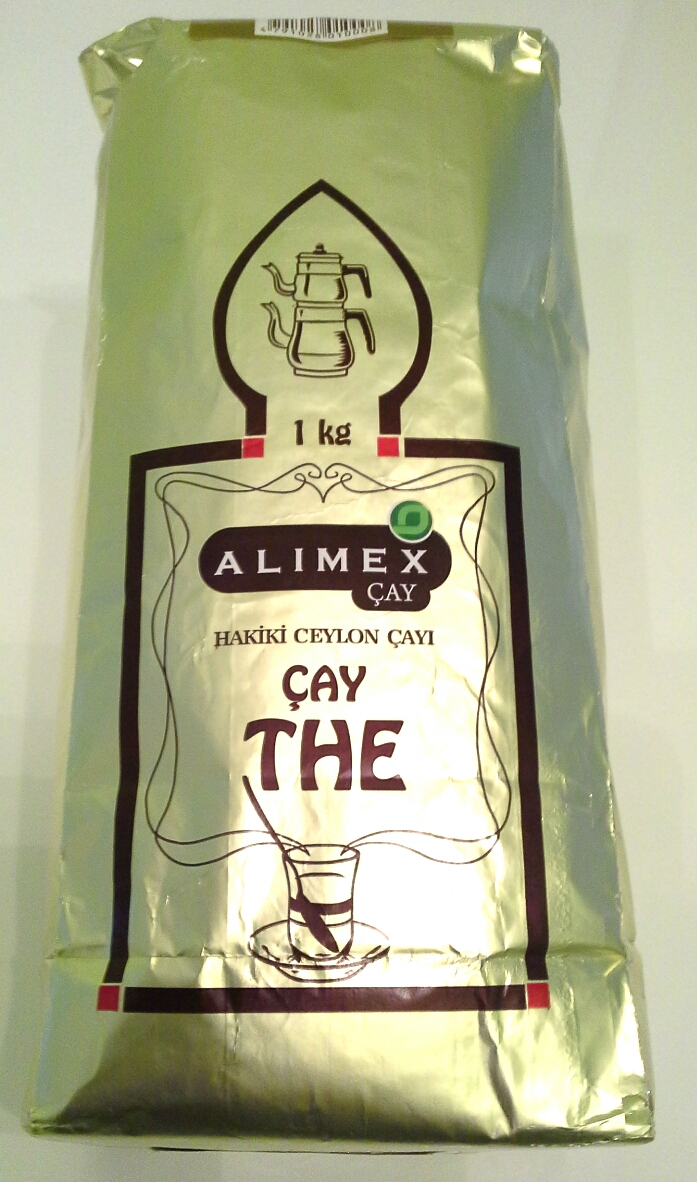 1 kg
ALIMEX
ÇAY
HAKİKİ CEYLON ÇAYI
ÇAY
THE